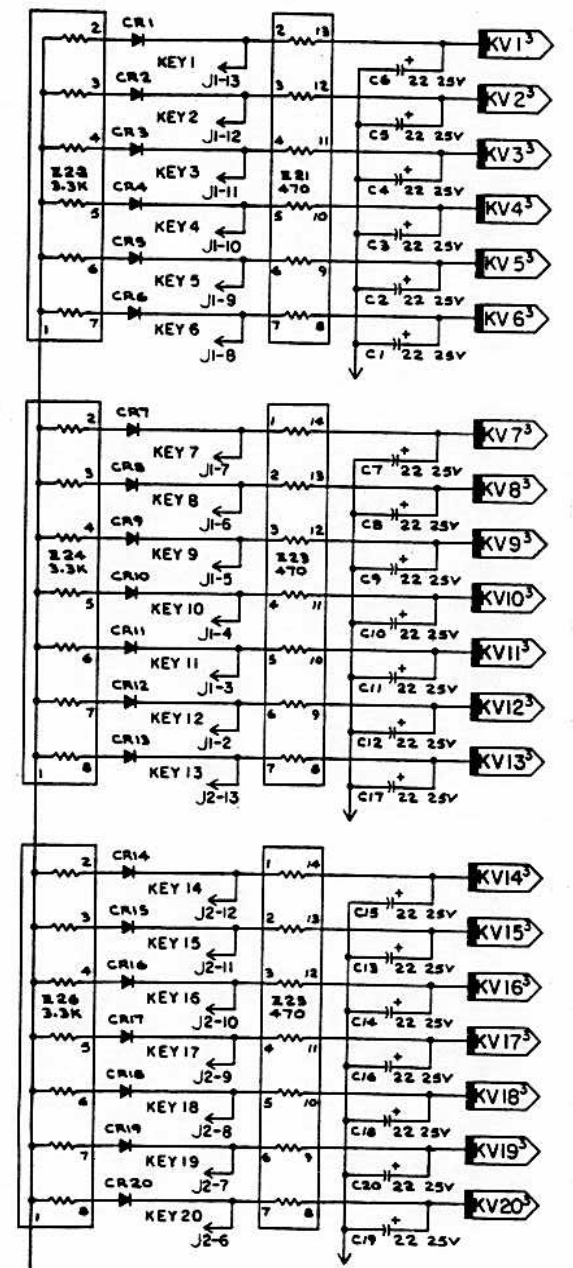 2 CR1 KEY 1 J1-13 2 13 C6 + 22 25V KV1³
3 CR2 KEY 2 J1-12 3 12 C5 + 22 25V KV2³
4 CR3 KEY 3 J1-11 4 11 C4 + 22 25V KV3³
Z22 3.3K Z21 470
5 CR4 KEY 4 J1-10 5 10 C3 + 22 25V KV4³
6 CR5 KEY 5 J1-9 6 9 C2 + 22 25V KV5³
1 7 CR6 KEY 6 J1-8 7 8 C1 + 22 25V KV6³
2 CR7 KEY 7 J1-7 1 14 C7 + 22 25V KV7³
3 CR8 KEY 8 J1-6 2 13 C8 + 22 25V KV8³
4 CR9 KEY 9 J1-5 3 12 C9 + 22 25V KV9³
Z24 3.3K Z23 470
5 CR10 KEY 10 J1-4 4 11 C10 + 22 25V KV10³
6 CR11 KEY 11 J1-3 5 10 C11 + 22 25V KV11³
7 CR12 KEY 12 J1-2 6 9 C12 + 22 25V KV12³
1 8 CR13 KEY 13 J2-13 7 8 C17 + 22 25V KV13³
2 CR14 KEY 14 J2-12 1 14 C15 + 22 25V KV14³
3 CR15 KEY 15 J2-11 2 13 C13 + 22 25V KV15³
4 CR16 KEY 16 J2-10 3 12 C14 + 22 25V KV16³
Z26 3.3K Z25 470
5 CR17 KEY 17 J2-9 4 11 C16 + 22 25V KV17³
6 CR18 KEY 18 J2-8 5 10 C18 + 22 25V KV18³
7 CR19 KEY 19 J2-7 6 9 C20 + 22 25V KV19³
1 8 CR20 KEY 20 J2-6 7 8 C19 + 22 25V KV20³